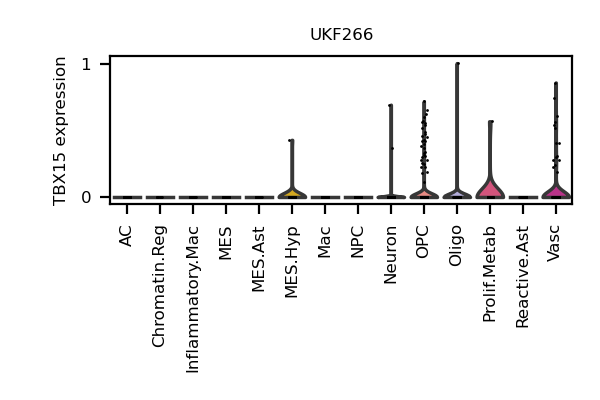 UKF266
TBX15 expression
1
0
AC
Chromatin.Reg
Inflammatory.Mac
MES
MES.Ast
MES.Hyp
Mac
NPC
Neuron
OPC
Oligo
Prolif.Metab
Reactive.Ast
Vasc